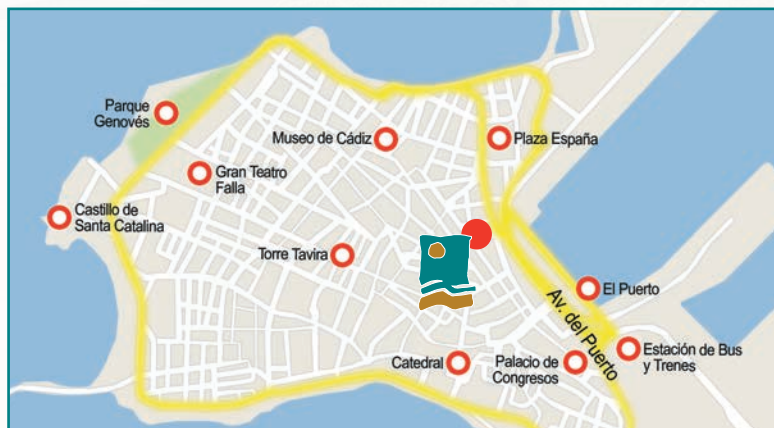 Parque
Genovés
Museo de Cádiz
Plaza España
Gran Teatro
Falla
Castillo de
Santa Catalina
Torre Tavira
El Puerto
Av. del Puerto
Catedral
Palacio de
Congresos
Estación de Bus
y Trenes